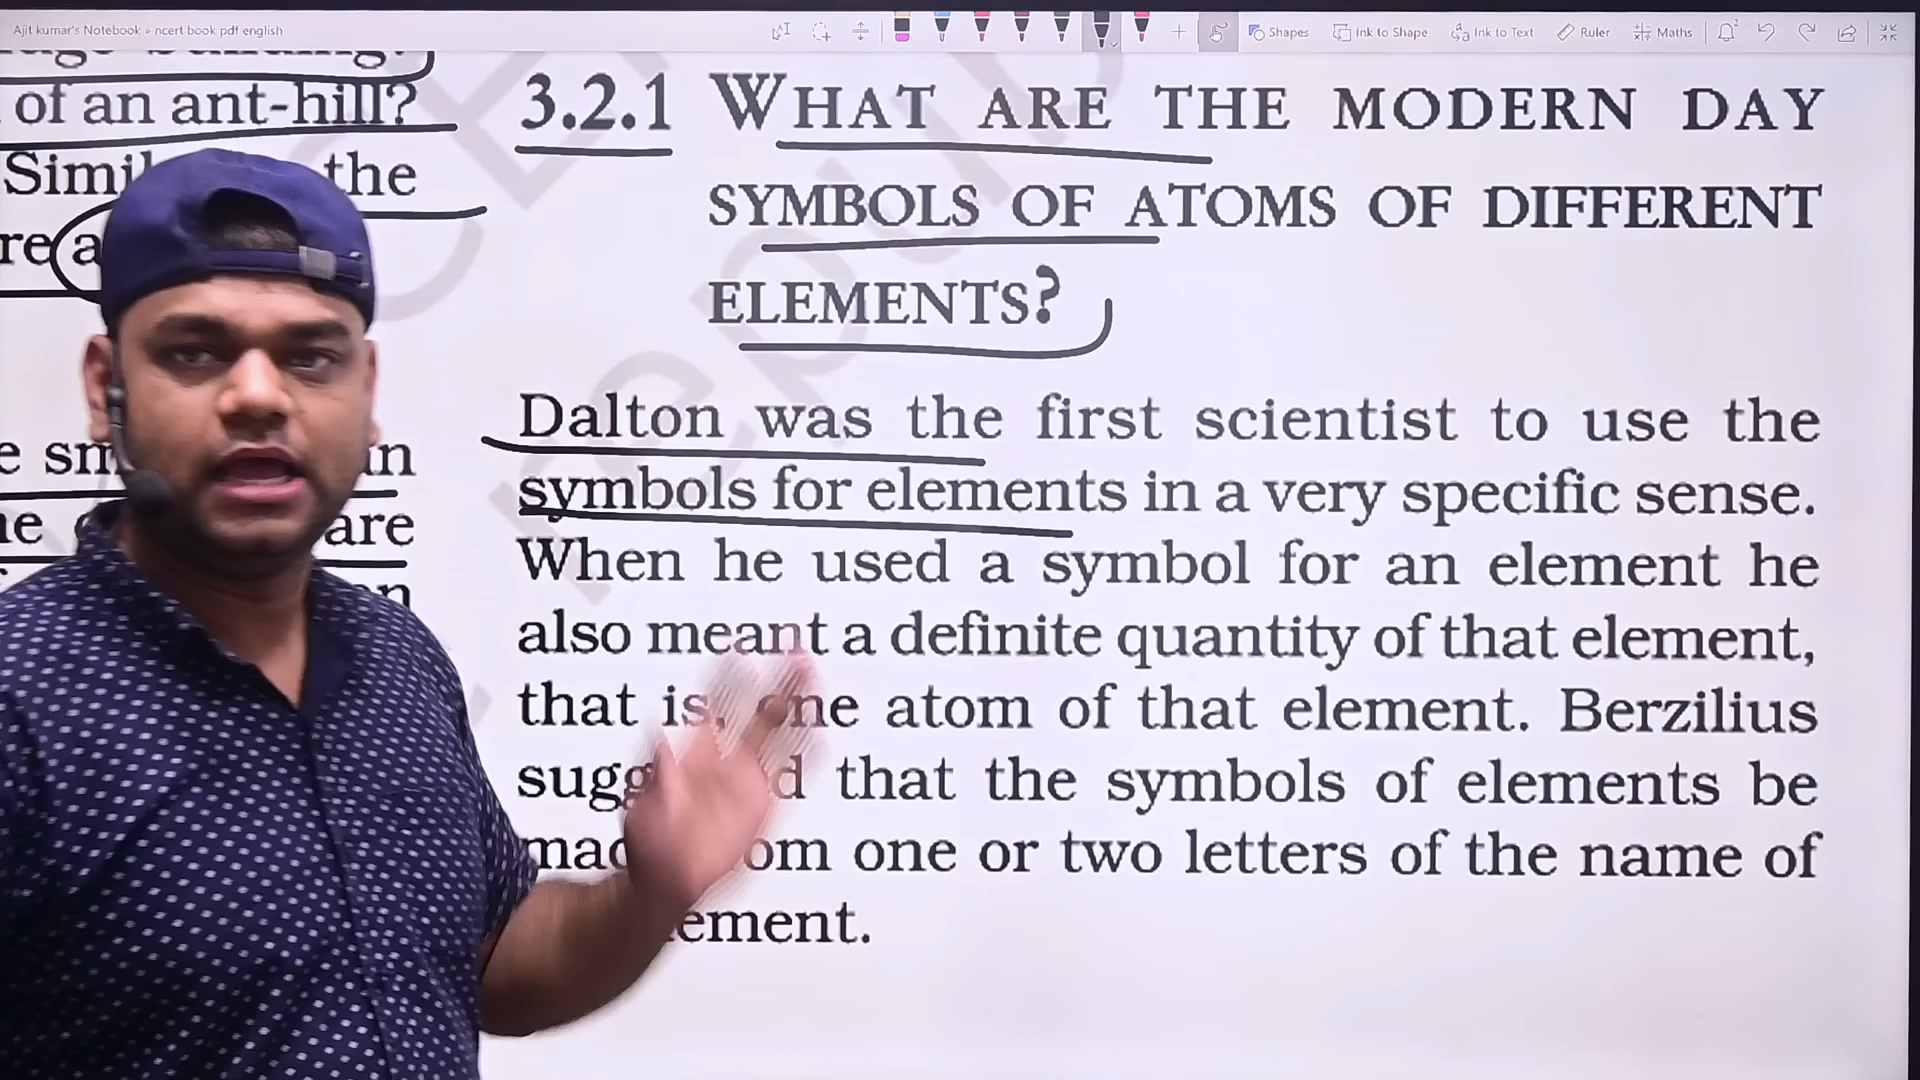 Ajit kumar's Notebook » ncert book pdf english
Shapes Ink to Shape Ink to Text Ruler Maths
of an ant-hill?
the
re a
in
are
3.2.1 WHAT ARE THE MODERN DAY
SYMBOLS OF ATOMS OF DIFFERENT
ELEMENTS?
Dalton was the first scientist to use the
symbols for elements in a very specific sense.
When he used a symbol for an element he
also meant a definite quantity of that element,
that is, one atom of that element. Berzilius
that the symbols of elements be
one or two letters of the name of